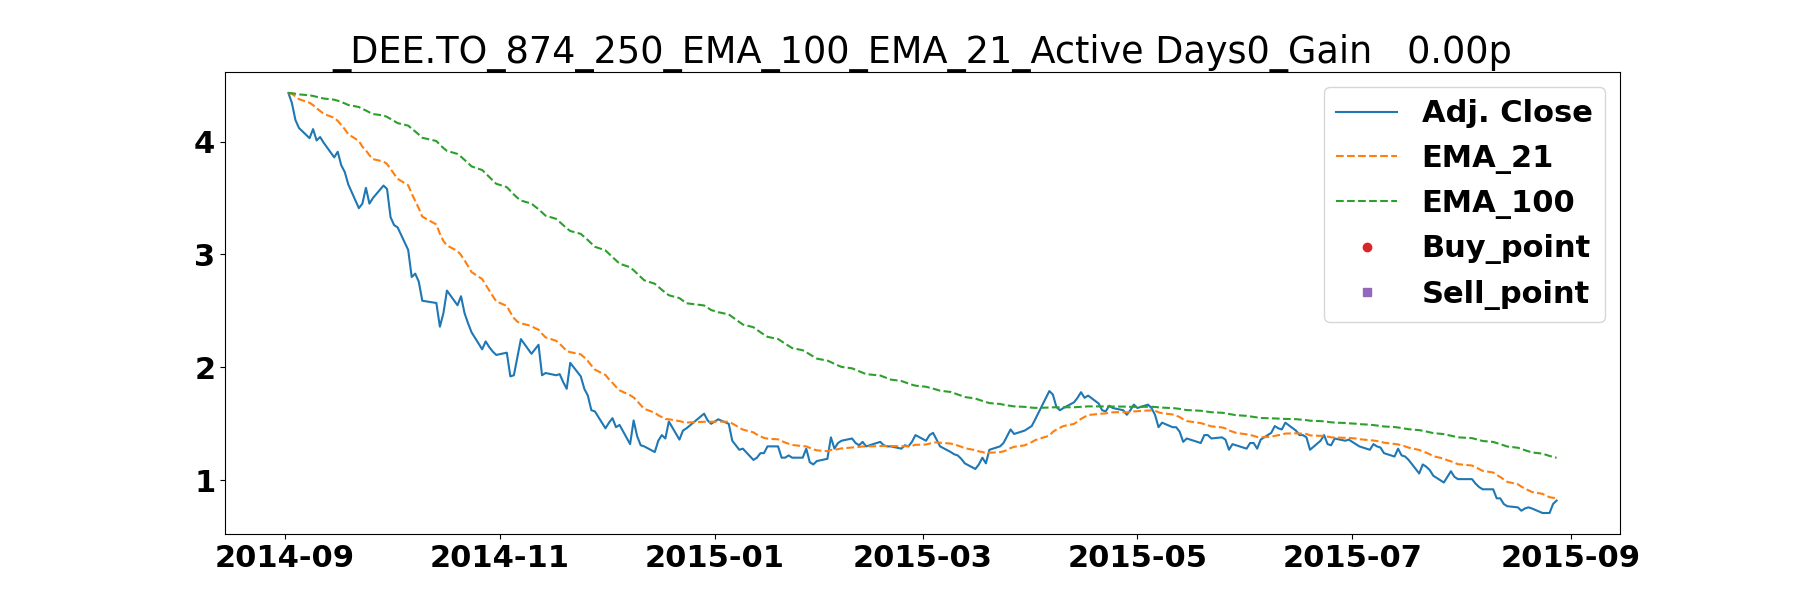 _DEE.TO_874_250_EMA_100_EMA_21_Active Days0_Gain   0.00p
Adj. Close
EMA_21
EMA_100
Buy_point
Sell_point
4
3
2
1
2014-09 2014-11 2015-01 2015-03 2015-05 2015-07 2015-09